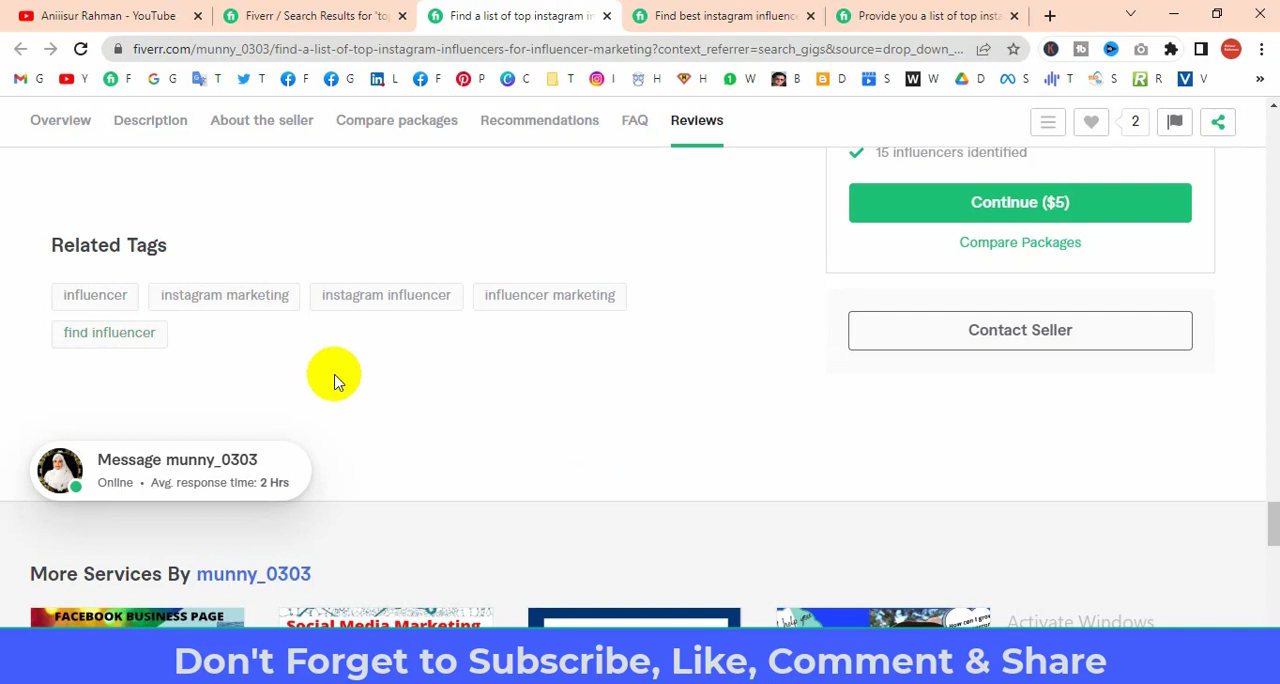 Aniiisur Rahman - YouTube
Fiverr / Search Results for 'to
Find a list of top instagram in
Find best instagram influence
Provide you a list of top insta
fiverr.com/munny_0303/find-a-list-of-top-instagram-influencers-for-influencer-marketing?context_referrer=search_gigs&source=drop_down_...
G Y F G T T F G L F P C T I H H W B D S W D M T S R V »
Overview Description About the seller Compare packages Recommendations FAQ Reviews 2
15 influencers identified
Continue ($5)
Compare Packages
Contact Seller
Related Tags
influencer instagram marketing instagram influencer influencer marketing
find influencer
Message munny_0303
Online • Avg. response time: 2 Hrs
More Services By munny_0303
FACEBOOK BUSINESS PAGE
Social Media Marketing
Activate Windows
Don't Forget to Subscribe, Like, Comment & Share